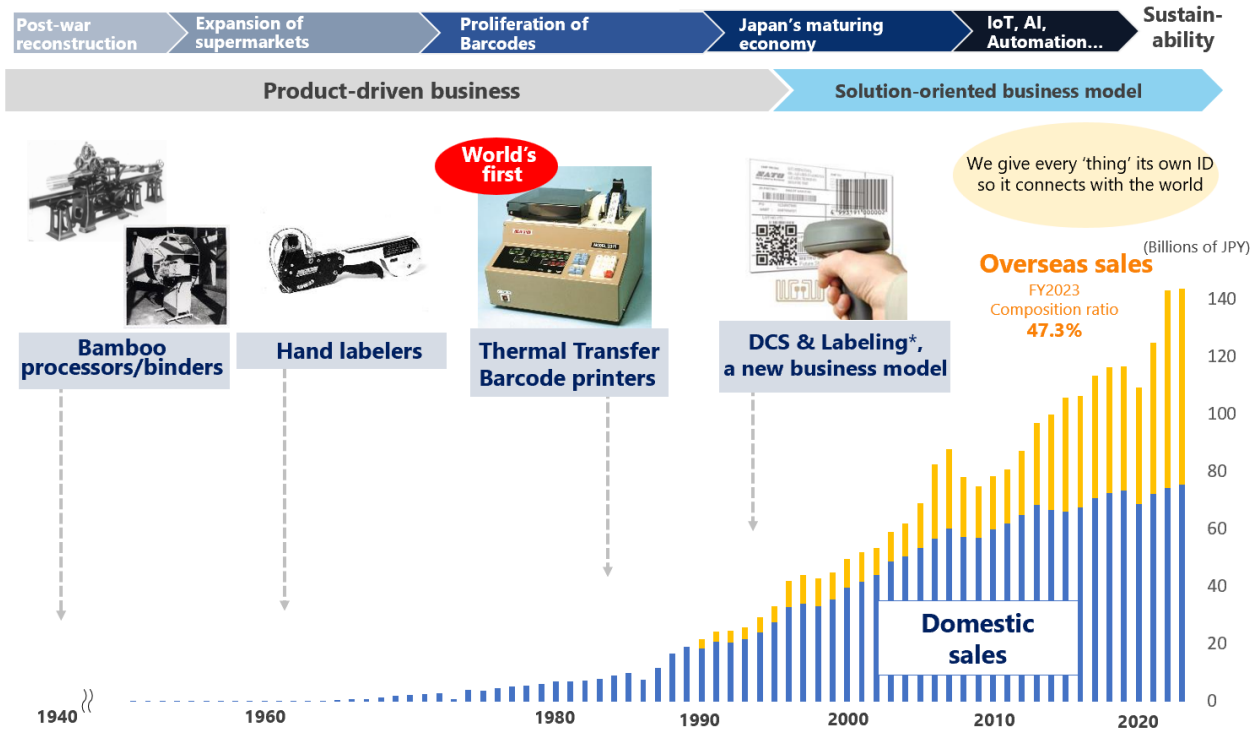 Post-war
reconstruction
Expansion of
supermarkets
Proliferation of
Barcodes
Japan's maturing
economy
IoT, AI,
Automation...
Sustain-
ability
Product-driven business
Solution-oriented business model
World's
first
SATO
We give every 'thing' its own ID
so it connects with the world
(Billions of JPY)
Overseas sales
FY2023
Composition ratio
47.3%
Bamboo
processors/binders
Hand labelers
Thermal Transfer
Barcode printers
DCS & Labeling*,
a new business model
140
120
100
80
60
40
20
0
Domestic
sales
1940
1960
1980
1990
2000
2010
2020